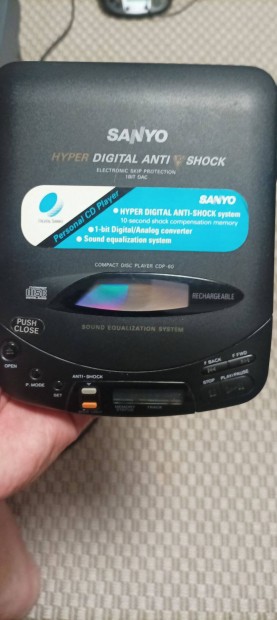 SANYO
HYPER DIGITAL ANTI SHOCK
ELECTRONIC SKIP PROTECTION
1BIT DAC
SANYO
Personal CD Player
HYPER DIGITAL ANTI-SHOCK system
10 second shock compensation memory
1-bit Digital/Analog converter
Sound equalization system
COMPACT DISC PLAYER CDP-60
RECHARGEABLE
PUSH
CLOSE
SOUND EQUALIZATION SYSTEM
OPEN
P. MODE
SET
ANTI-SHOCK
F BACK
F FWD
STOP
PLAY/PAUSE
TRACK